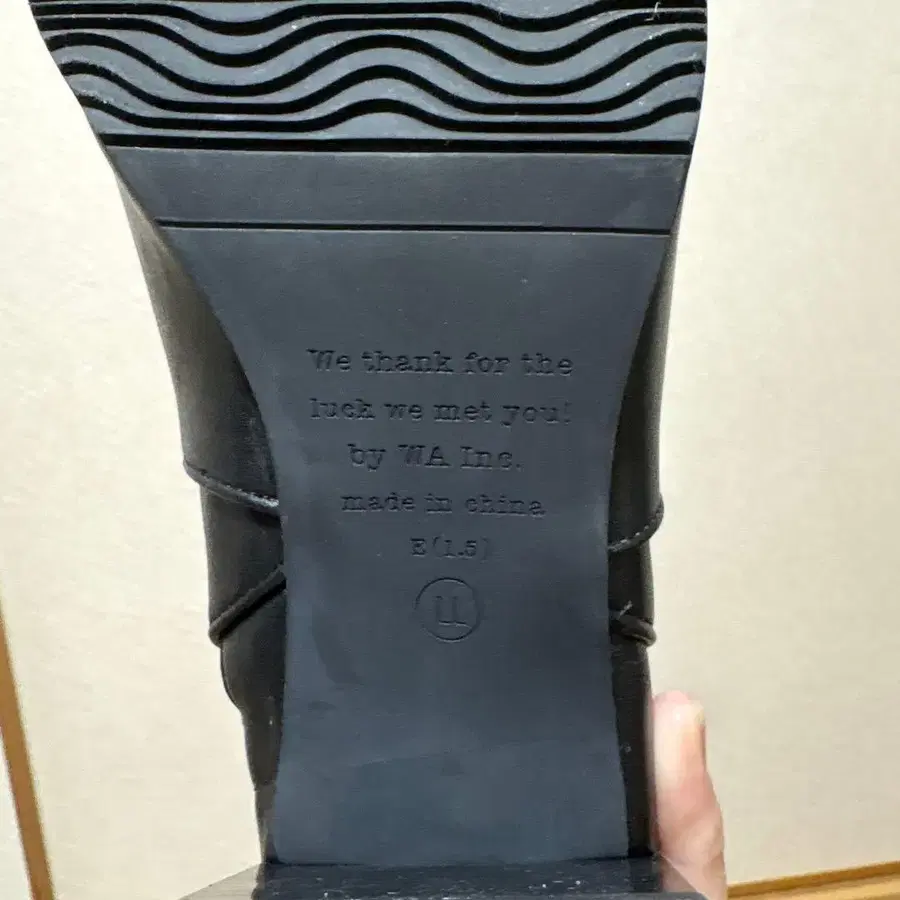 We thank for the
luck we met you!
by WA Inc.
made in china
E(1.5)
LL